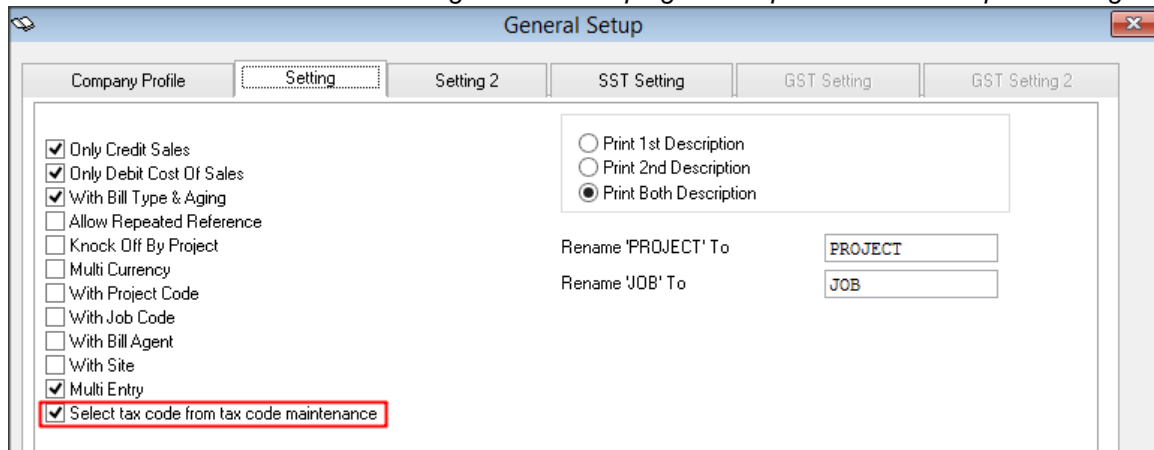 General Setup
Company Profile Setting Setting 2 SST Setting GST Setting GST Setting 2
Only Credit Sales
Only Debit Cost Of Sales
With Bill Type & Aging
Allow Repeated Reference
Knock Off By Project
Multi Currency
With Project Code
With Job Code
With Bill Agent
With Site
Multi Entry
Select tax code from tax code maintenance
Print 1st Description
Print 2nd Description
Print Both Description
Rename 'PROJECT' To PROJECT
Rename 'JOB' To JOB